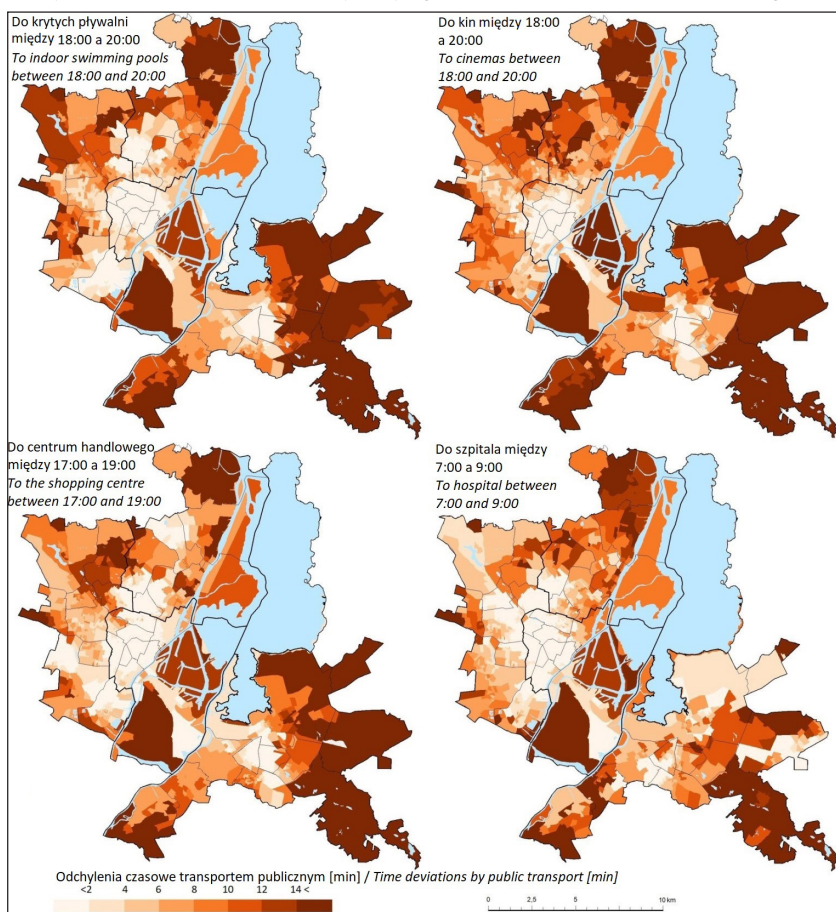 Do krytych pływalni
między 18:00 a 20:00
To indoor swimming pools
between 18:00 and 20:00
Do kin między 18:00
a 20:00
To cinemas between
18:00 and 20:00
Do centrum handlowego
między 17:00 a 19:00
To the shopping centre
between 17:00 and 19:00
Do szpitala między
7:00 a 9:00
To hospital between
7:00 and 9:00
Odchylenia czasowe transportem publicznym [min] / Time deviations by public transport [min]
<2 4 6 8 10 12 14 <
0 2,5 5 10 km